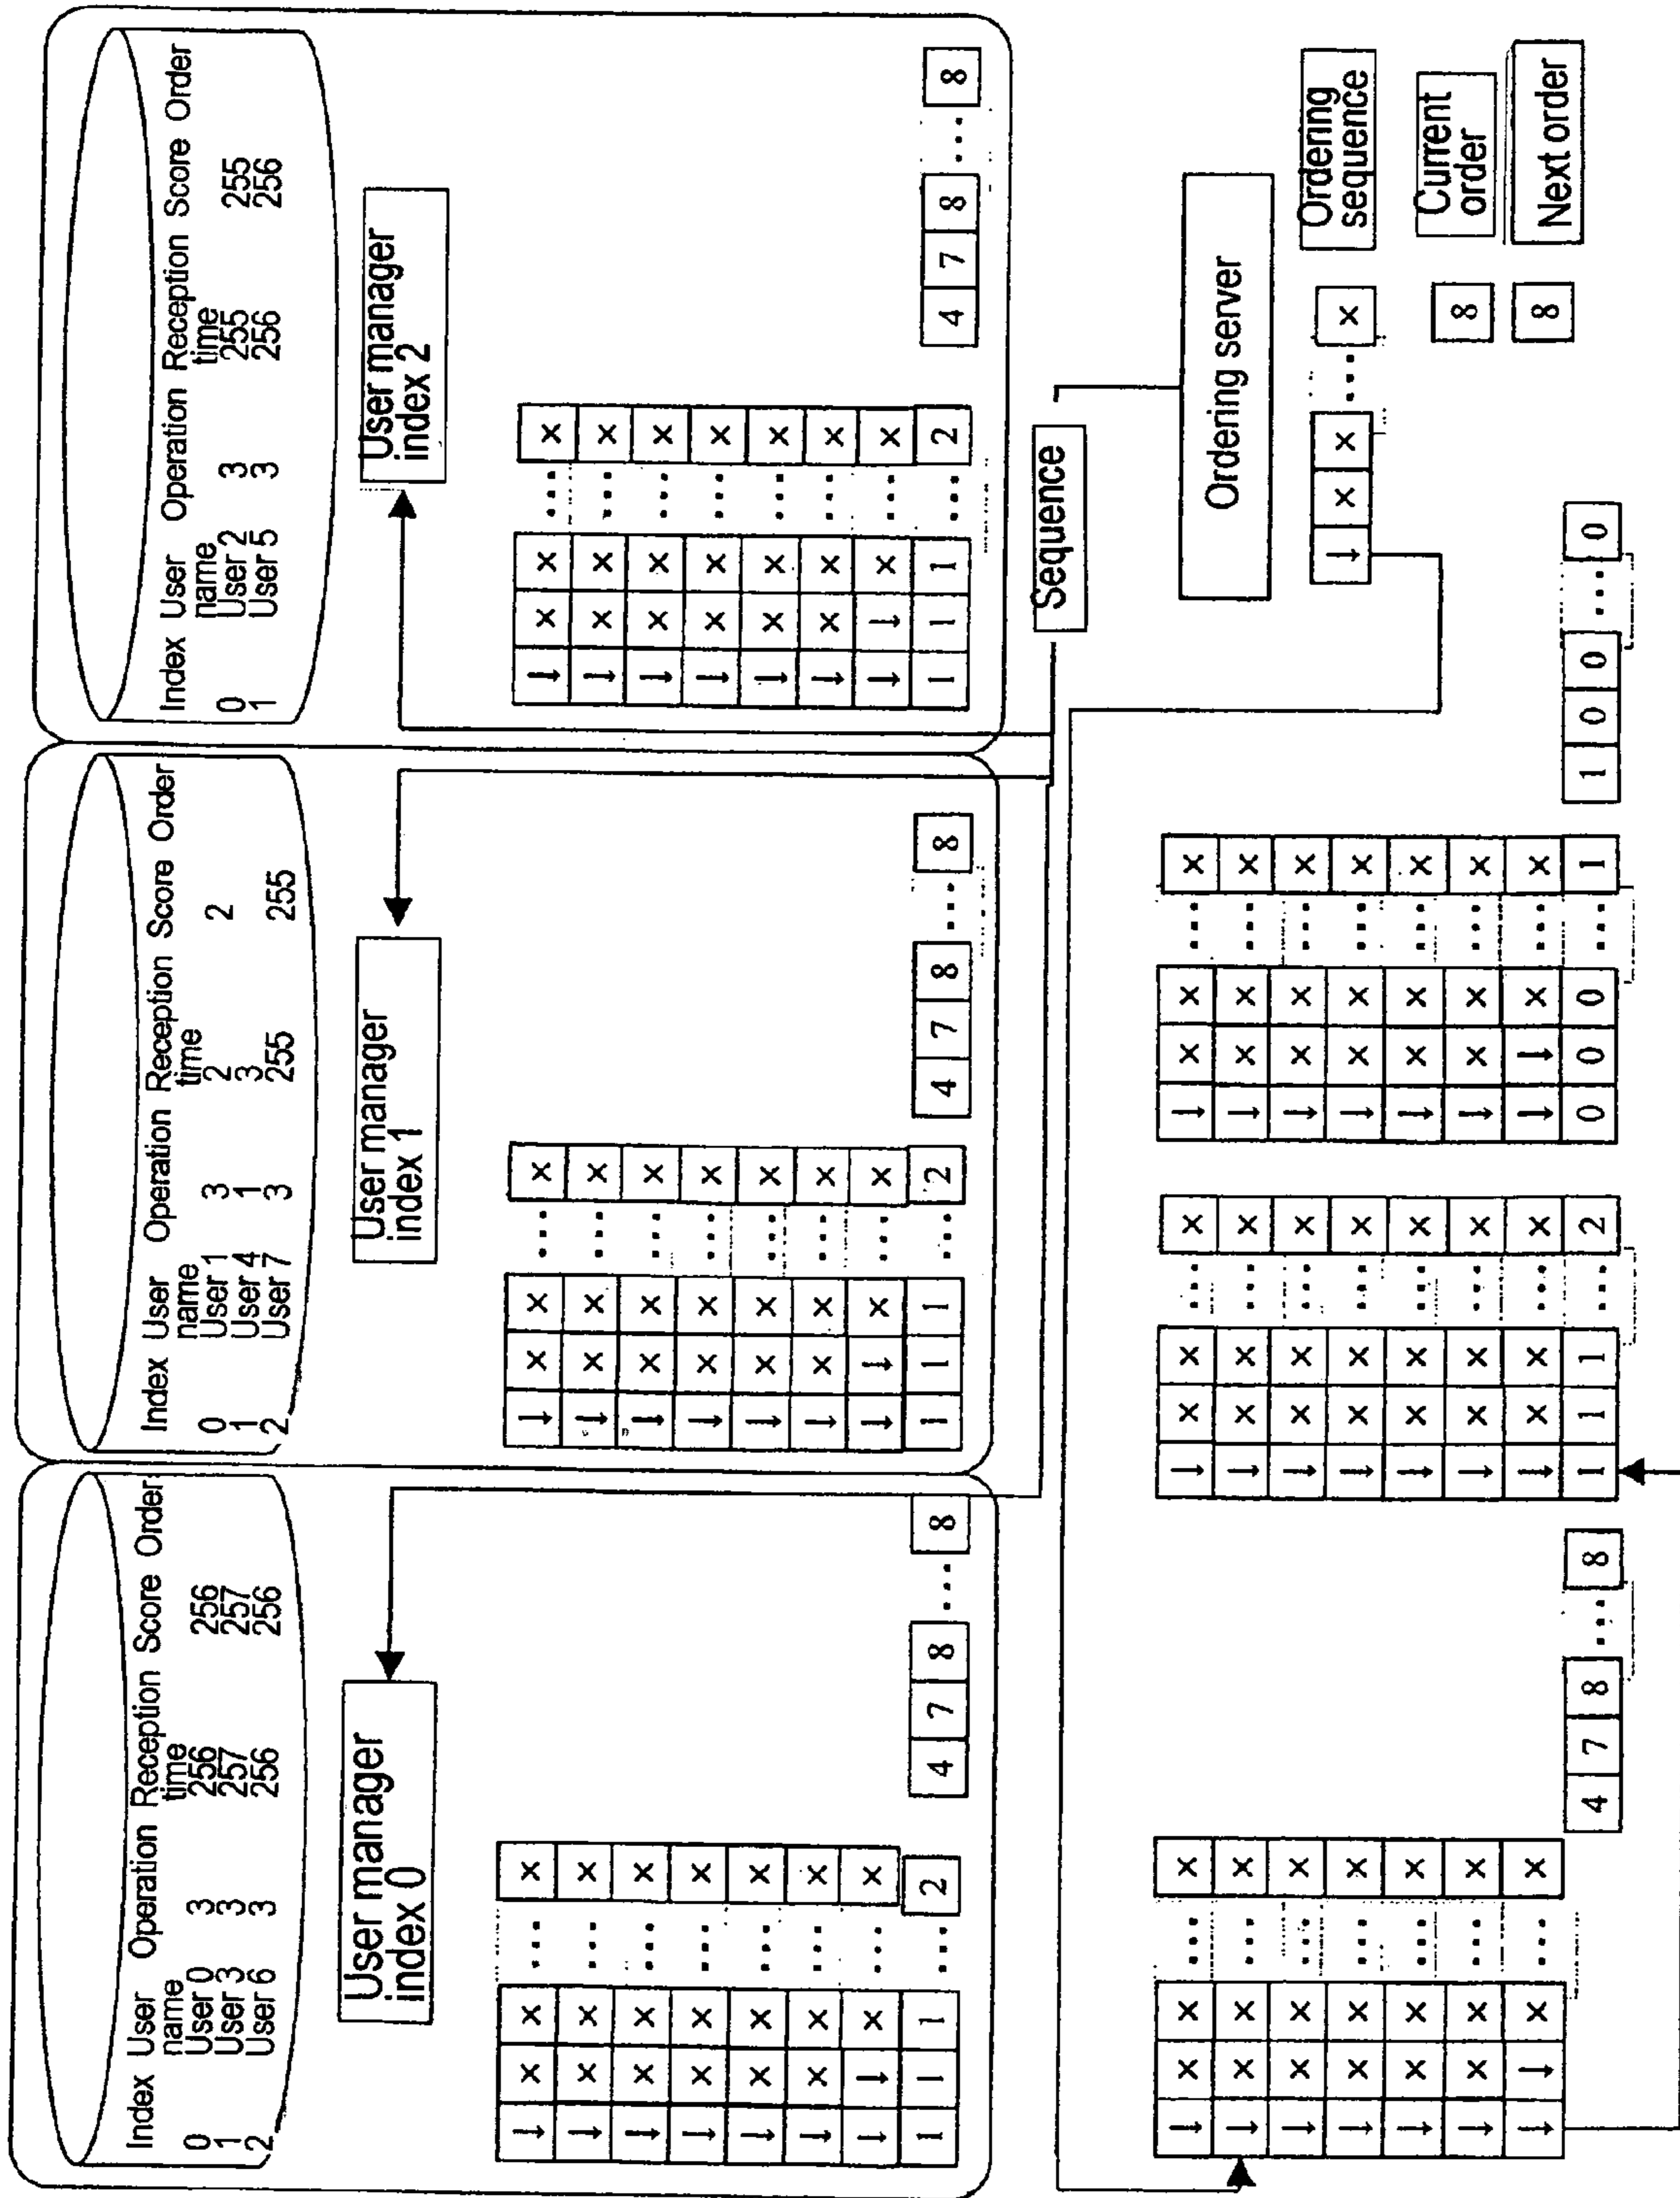 Index User name Operation Reception time Score Order
0 User 0 3 256 256
1 User 3 3 257 257
2 User 6 3 256 256
User manager
index 0
↓ × × … ×
↓ × × … ×
↓ × × … ×
↓ × × … ×
↓ × × … ×
↓ × × … ×
↓ ↓ × … ×
1 1 1 … 2
4 7 8 … 8
Index User name Operation Reception time Score Order
0 User 1 3 2 2
1 User 4 1 3
2 User 7 3 255 255
User manager
index 1
↓ × × … ×
↓ × × … ×
↓ × × … ×
↓ × × … ×
↓ × × … ×
↓ × × … ×
↓ ↓ × … ×
1 1 1 … 2
4 7 8 … 8
Index User name Operation Reception time Score Order
0 User 2 3 255 255
1 User 5 3 256 256
User manager
index 2
↓ × × … ×
↓ × × … ×
↓ × × … ×
↓ × × … ×
↓ × × … ×
↓ × × … ×
↓ ↓ × … ×
1 1 1 … 2
4 7 8 … 8
Sequence
Ordering server
↓ × × … ×
Ordering
sequence
8
Current
order
8
Next order
↓ × × … ×
↓ × × … ×
↓ × × … ×
↓ × × … ×
↓ × × … ×
↓ × × … ×
↓ ↓ × … ×
4 7 8 … 8
↓ × × … ×
↓ × × … ×
↓ × × … ×
↓ × × … ×
↓ × × … ×
↓ × × … ×
↓ × × … ×
1 1 1 … 2
↓ × × … ×
↓ × × … ×
↓ × × … ×
↓ × × … ×
↓ × × … ×
↓ × × … ×
↓ ↓ × … ×
0 0 0 … 1
1 0 0 … 0